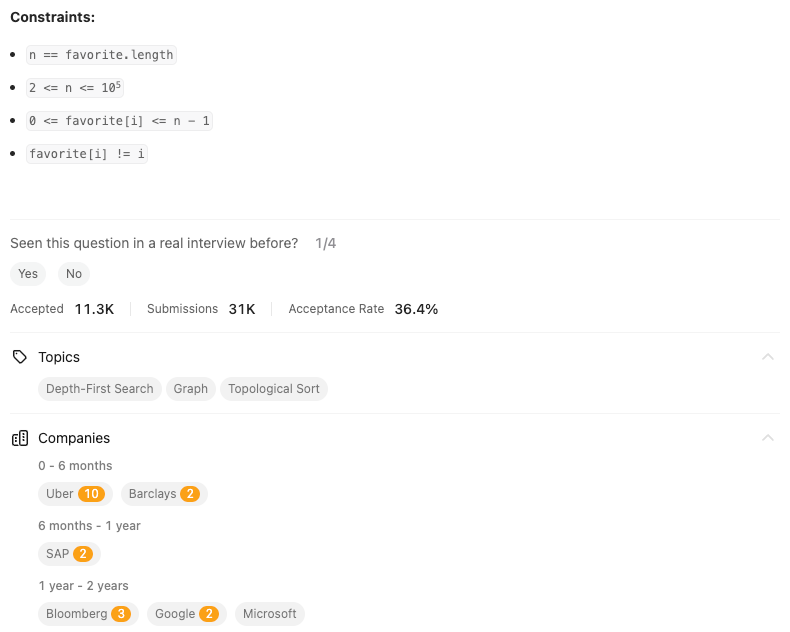 Constraints:
n == favorite.length
2 <= n <= 10⁵
0 <= favorite[i] <= n - 1
favorite[i] != i
Seen this question in a real interview before? 1/4
Yes No
Accepted 11.3K Submissions 31K Acceptance Rate 36.4%
Topics
Depth-First Search Graph Topological Sort
Companies
0 - 6 months
Uber 10 Barclays 2
6 months - 1 year
SAP 2
1 year - 2 years
Bloomberg 3 Google 2 Microsoft